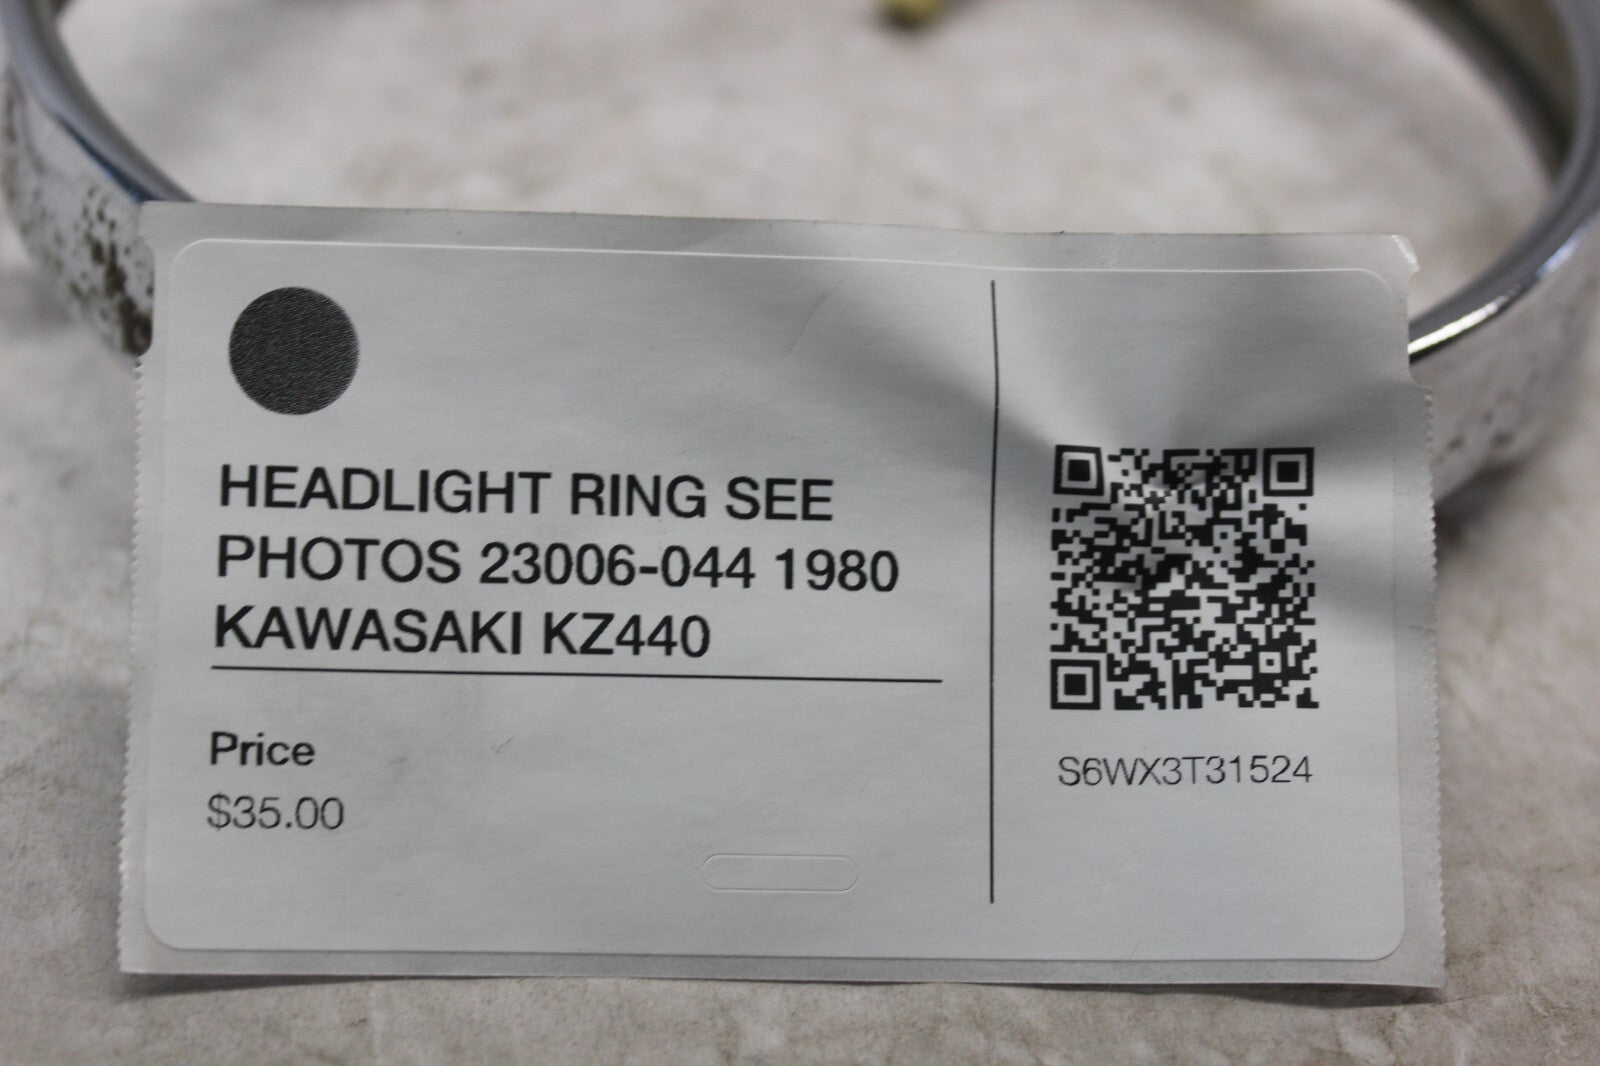 HEADLIGHT RING SEE
PHOTOS 23006-044 1980
KAWASAKI KZ440
Price
$35.00
S6WX3T31524